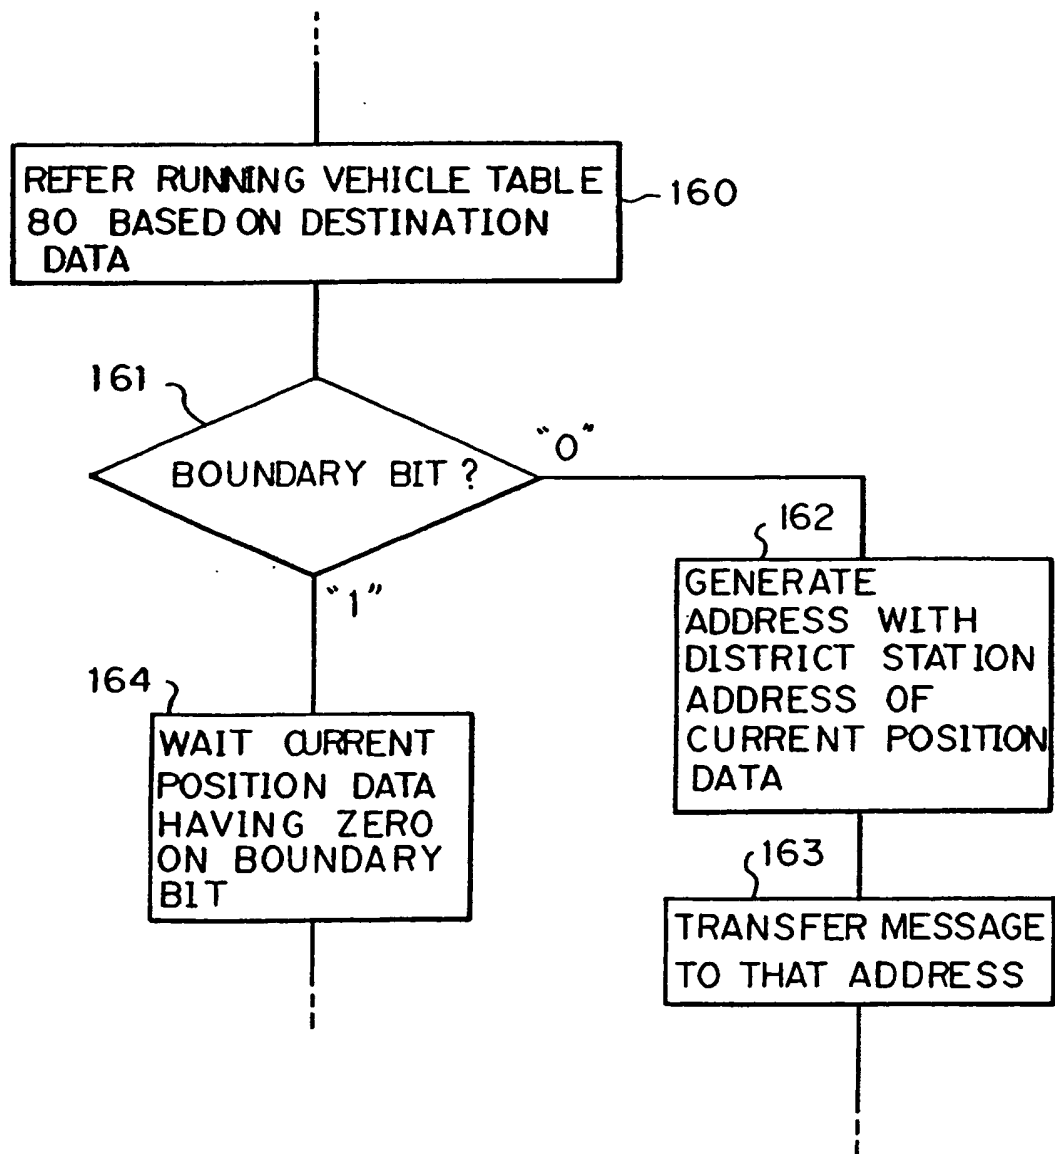 REFER RUNNING VEHICLE TABLE
80 BASED ON DESTINATION
DATA
160
161
BOUNDARY BIT ?
"0"
"1"
162
GENERATE
ADDRESS WITH
DISTRICT STATION
ADDRESS OF
CURRENT POSITION
DATA
164
WAIT CURRENT
POSITION DATA
HAVING ZERO
ON BOUNDARY
BIT
163
TRANSFER MESSAGE
TO THAT ADDRESS